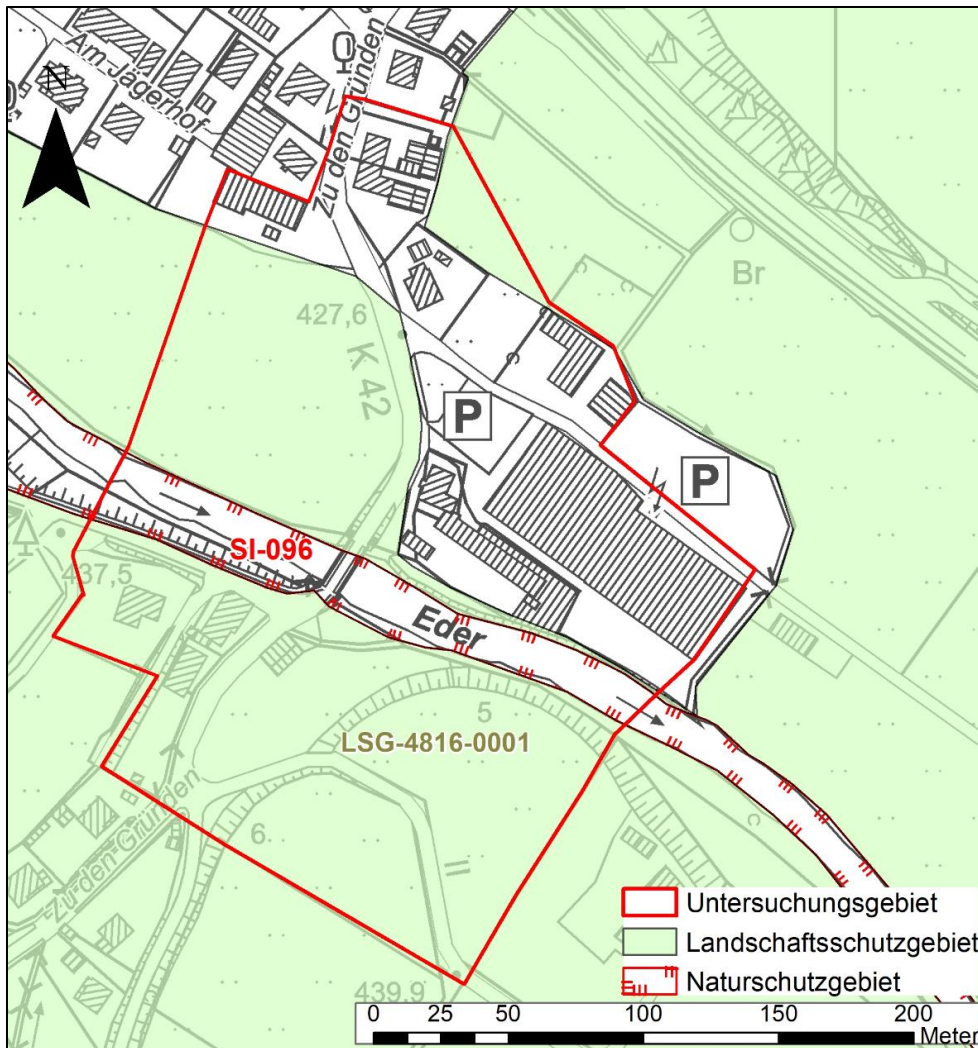 Am-Jägerhof
N
Zu den Gründen
Br
427,6
K 42
P
P
SI-096
437,5
Eder
5
LSG-4816-0001
6
Zu-den-Gründen
439,9
Untersuchungsgebiet
Landschaftsschutzgebiet
Naturschutzgebiet
0 25 50 100 150 200
Meter